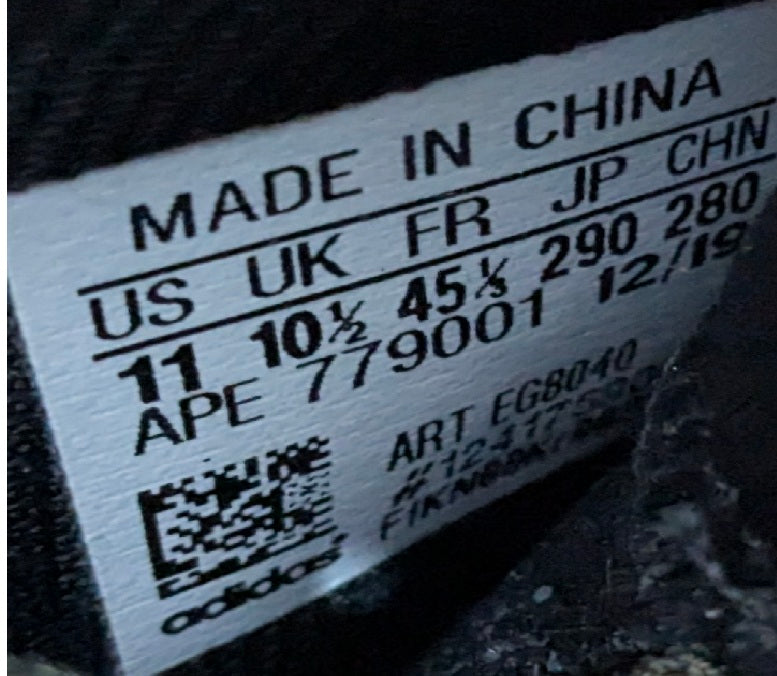 MADE IN CHINA
US UK FR JP CHN
11 10½ 45⅓ 290 280
APE 779001 12/19
ART EG8040
adidas